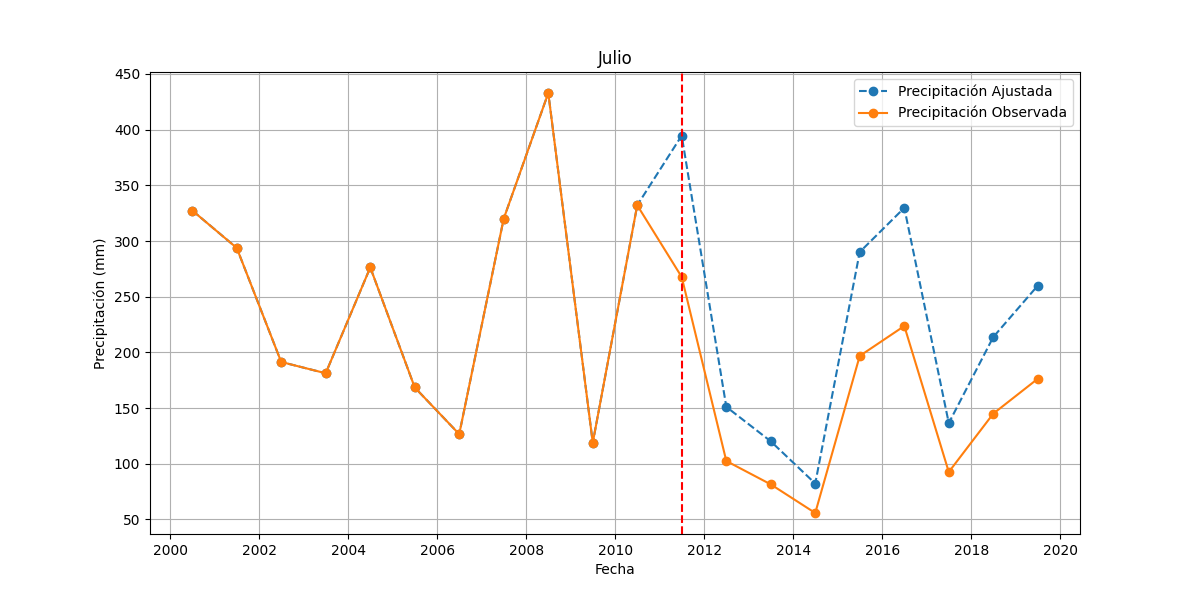 Julio
Precipitación Ajustada
Precipitación Observada
Precipitación (mm)
450
400
350
300
250
200
150
100
50
2000 2002 2004 2006 2008 2010 2012 2014 2016 2018 2020
Fecha